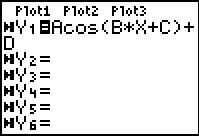 Plot1 Plot2 Plot3
Y1=Acos(B*X+C)+
D
Y2=
Y3=
Y4=
Y5=
Y6=